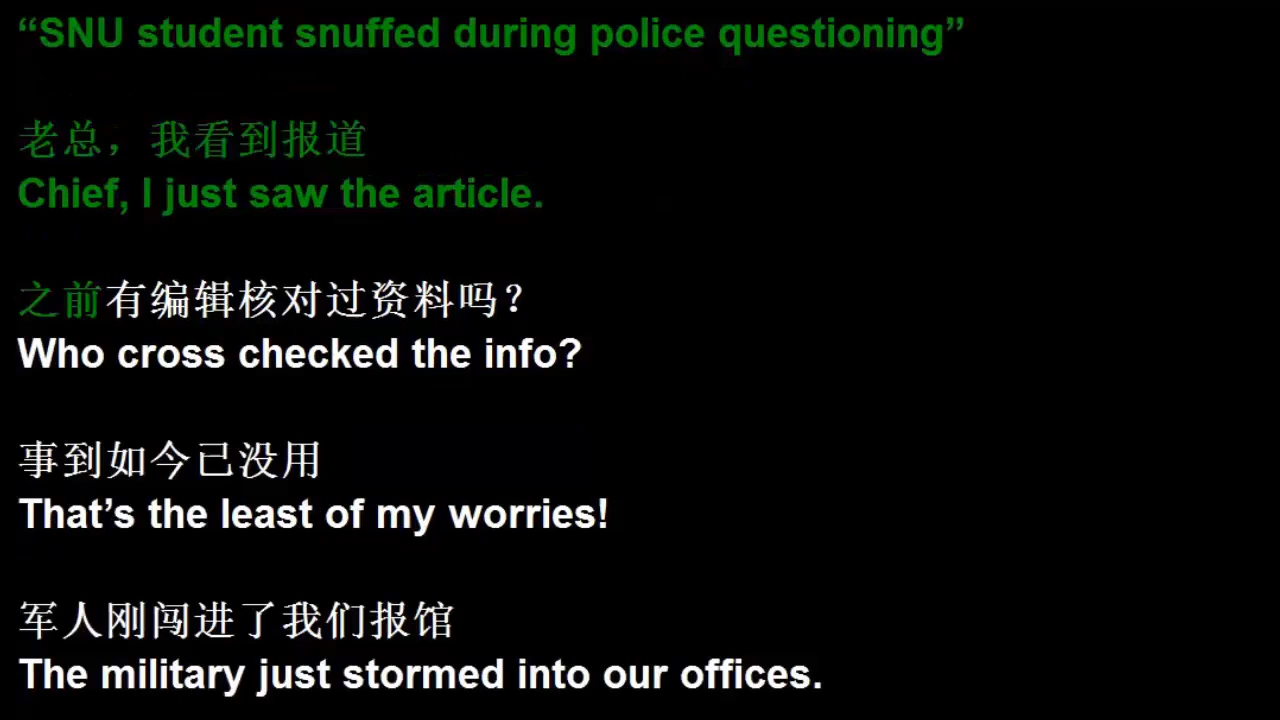 “SNU student snuffed during police questioning”
老总，我看到报道
Chief, I just saw the article.
之前有编辑核对过资料吗？
Who cross checked the info?
事到如今已没用
That’s the least of my worries!
军人刚闯进了我们报馆
The military just stormed into our offices.